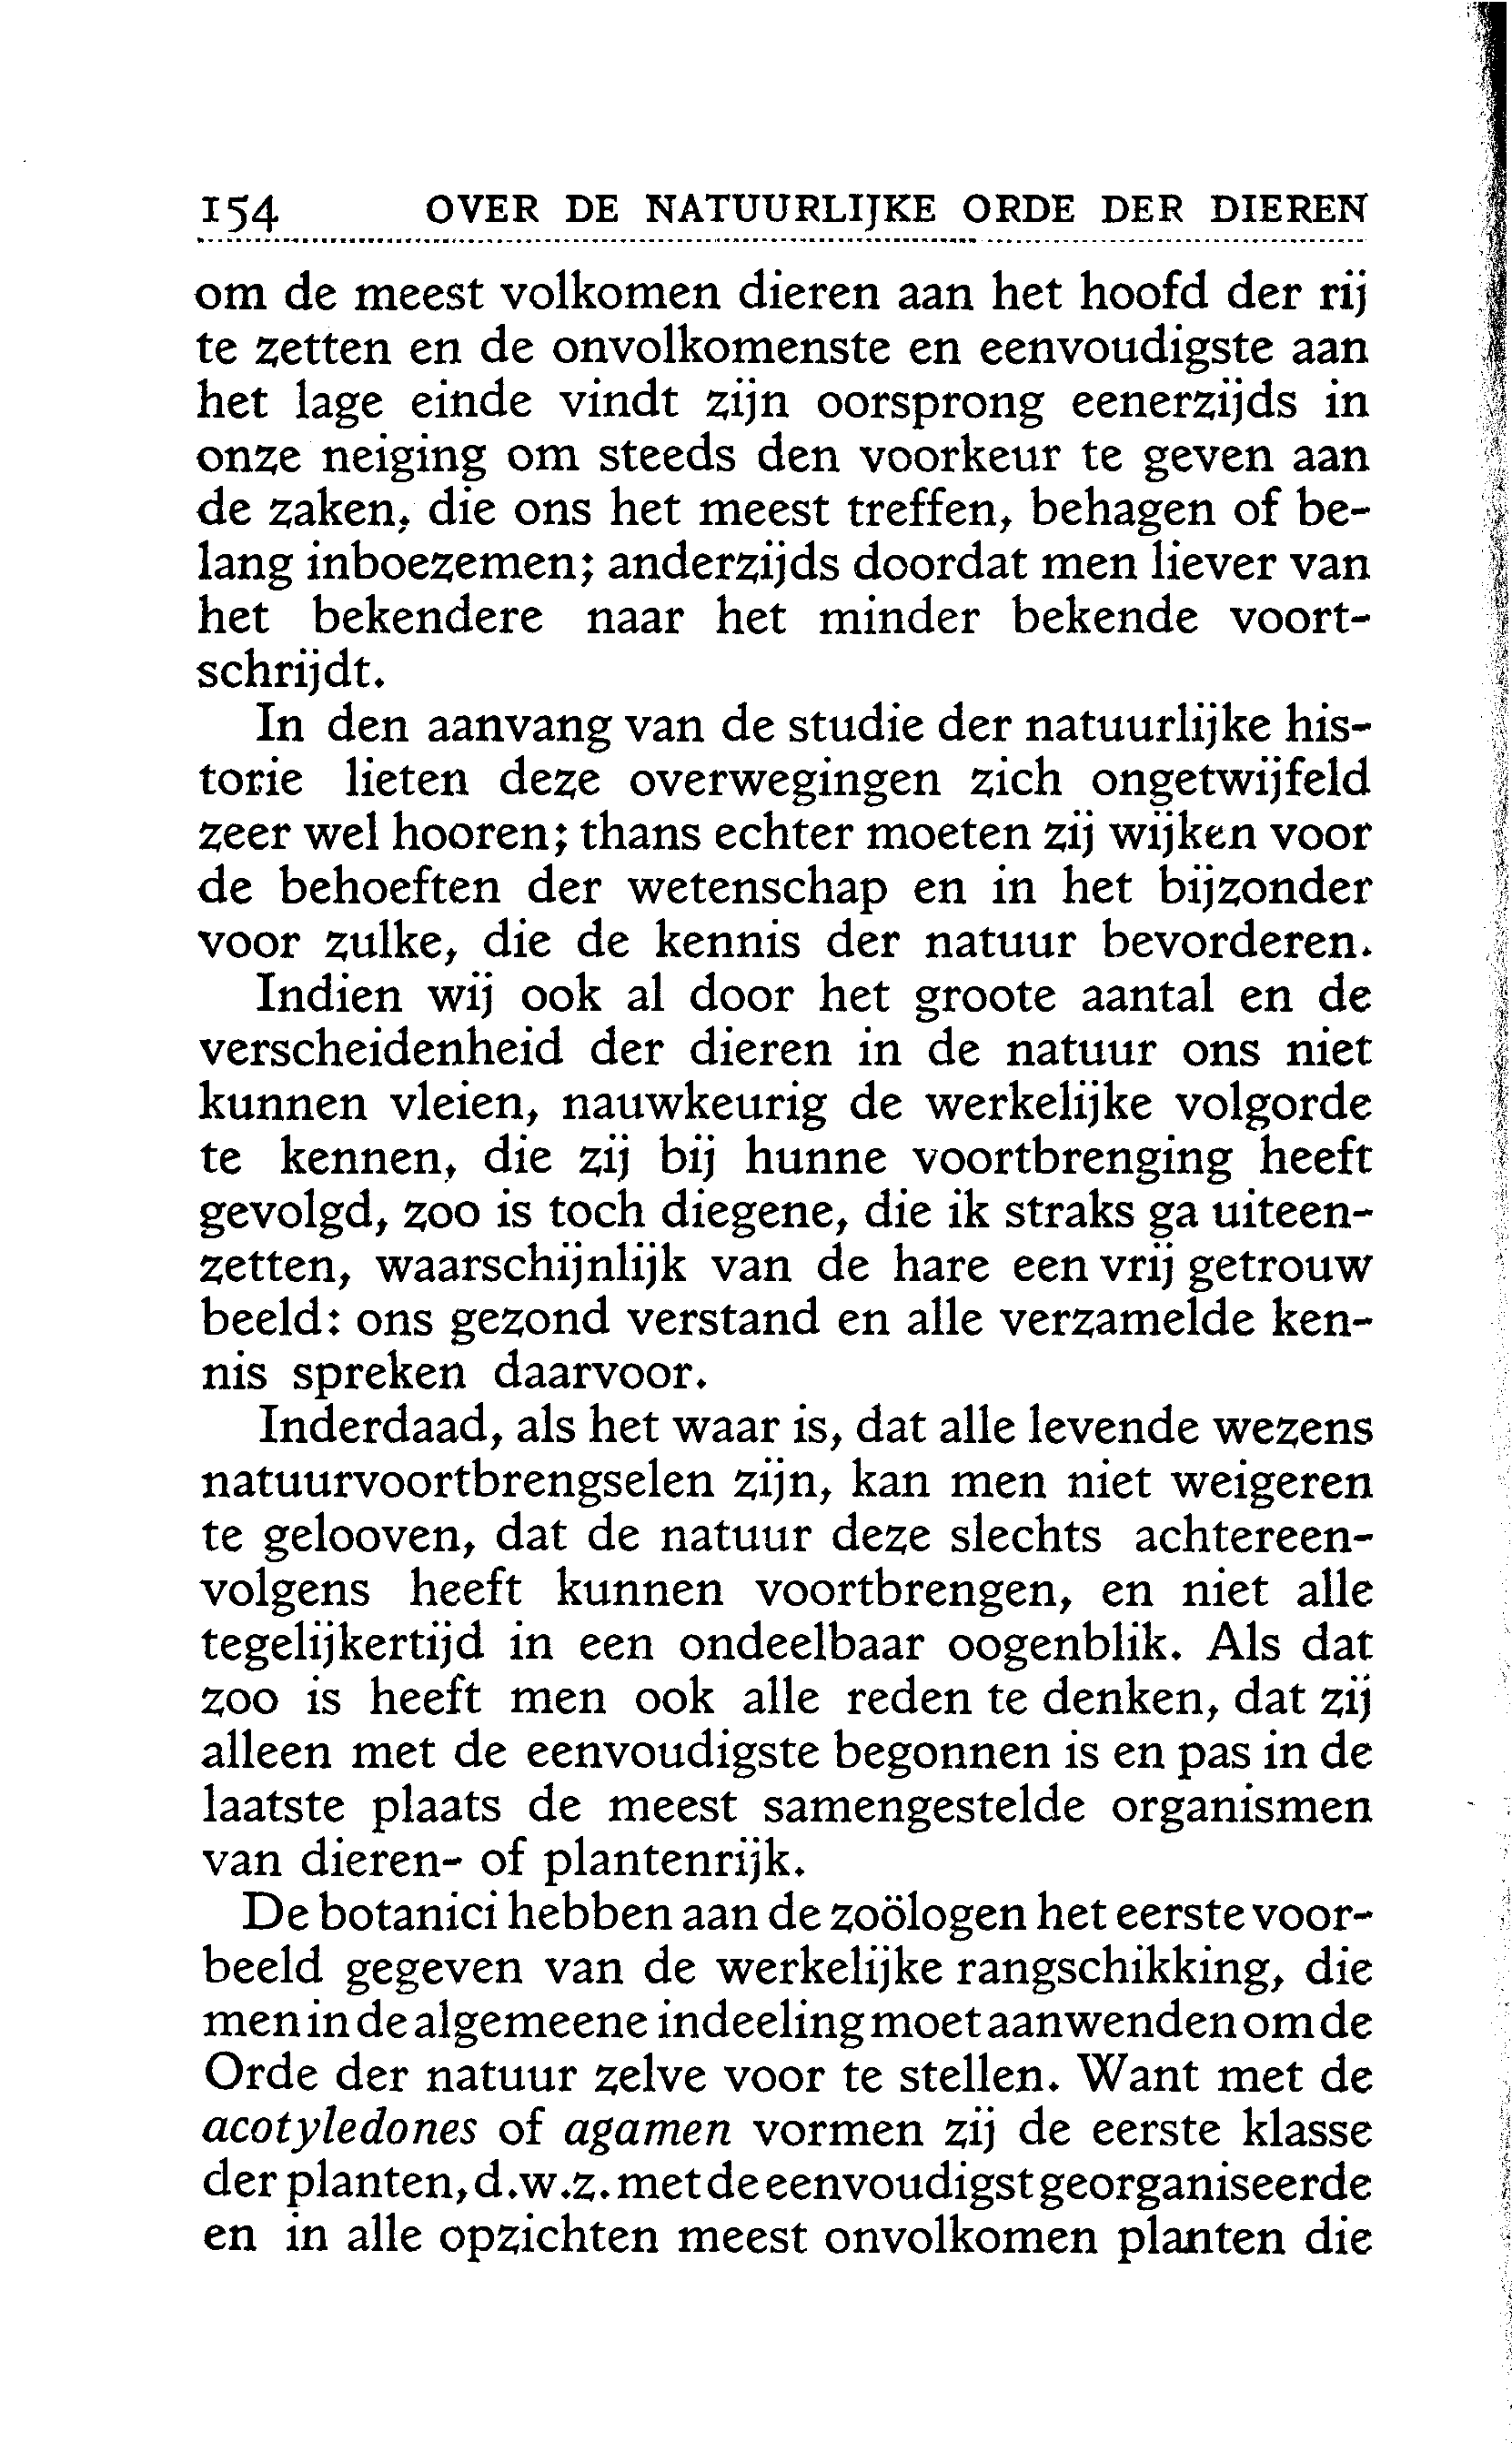 154 OVER DE NATUURLIJKE ORDE DER DIEREN
om de meest volkomen dieren aan het hoofd der rij
te zetten en de onvolkomenste en eenvoudigste aan
het lage einde vindt zijn oorsprong eenerzijds in
onze neiging om steeds den voorkeur te geven aan
de zaken, die ons het meest treffen, behagen of be-
lang inboezemen; anderzijds doordat men liever van
het bekendere naar het minder bekende voort-
schrijdt.
In den aanvang van de studie der natuurlijke his-
torie lieten deze overwegingen zich ongetwijfeld
zeer wel hooren; thans echter moeten zij wijken voor
de behoeften der wetenschap en in het bijzonder
voor zulke, die de kennis der natuur bevorderen.
Indien wij ook al door het groote aantal en de
verscheidenheid der dieren in de natuur ons niet
kunnen vleien, nauwkeurig de werkelijke volgorde
te kennen, die zij bij hunne voortbrenging heeft
gevolgd, zoo is toch diegene, die ik straks ga uiteen-
zetten, waarschijnlijk van de hare een vrij getrouw
beeld: ons gezond verstand en alle verzamelde ken-
nis spreken daarvoor.
Inderdaad, als het waar is, dat alle levende wezens
natuurvoortbrengselen zijn, kan men niet weigeren
te gelooven, dat de natuur deze slechts achtereen-
volgens heeft kunnen voortbrengen, en niet alle
tegelijkertijd in een ondeelbaar oogenblik. Als dat
zoo is heeft men ook alle reden te denken, dat zij
alleen met de eenvoudigste begonnen is en pas in de
laatste plaats de meest samengestelde organismen
van dieren- of plantenrijk.
De botanici hebben aan de zoölogen het eerste voor-
beeld gegeven van de werkelijke rangschikking, die
men in de algemeene indeeling moet aanwenden om de
Orde der natuur zelve voor te stellen. Want met de
acotyledones of agamen vormen zij de eerste klasse
der planten, d.w.z. met de eenvoudigst georganiseerde
en in alle opzichten meest onvolkomen planten die